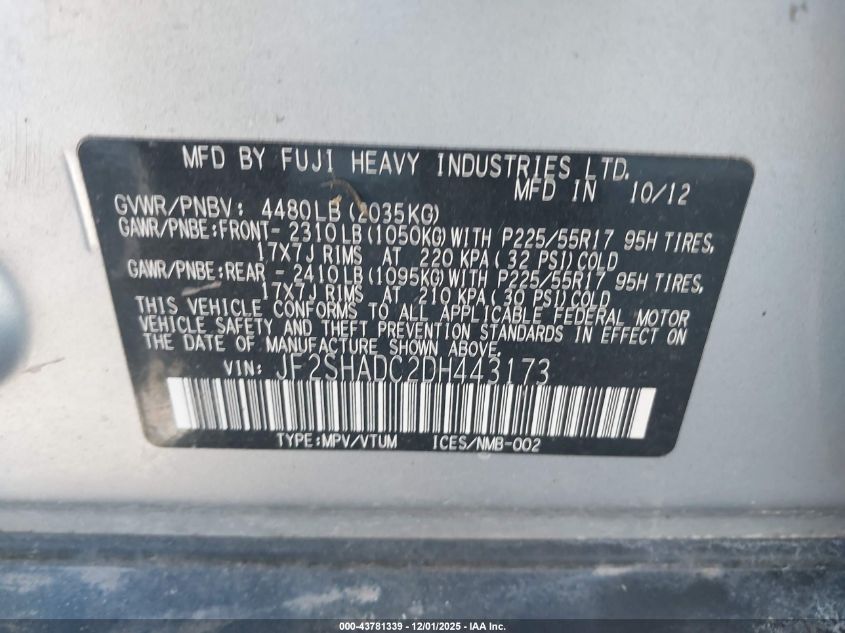 MFD BY FUJI HEAVY INDUSTRIES LTD.
MFD IN 10/12
GVWR/PNBV: 4480LB(2035KG)
GAWR/PNBE:FRONT- 2310LB(1050KG)WITH P225/55R17 95H TIRES,
17X7J RIMS AT 220 KPA(32 PSI)COLD
GAWR/PNBE:REAR - 2410LB(1095KG)WITH P225/55R17 95H TIRES,
17X7J RIMS AT 210 KPA(30 PSI)COLD
THIS VEHICLE CONFORMS TO ALL APPLICABLE FEDERAL MOTOR
VEHICLE SAFETY AND THEFT PREVENTION STANDARDS IN EFFECT ON
THE DATE OF MANUFACTURE SHOWN ABOVE.
VIN: JF2SHADC2DH443173
TYPE:MPV/VTUM ICES/NMB-002
000-43781339 - 12/01/2025 - IAA Inc.